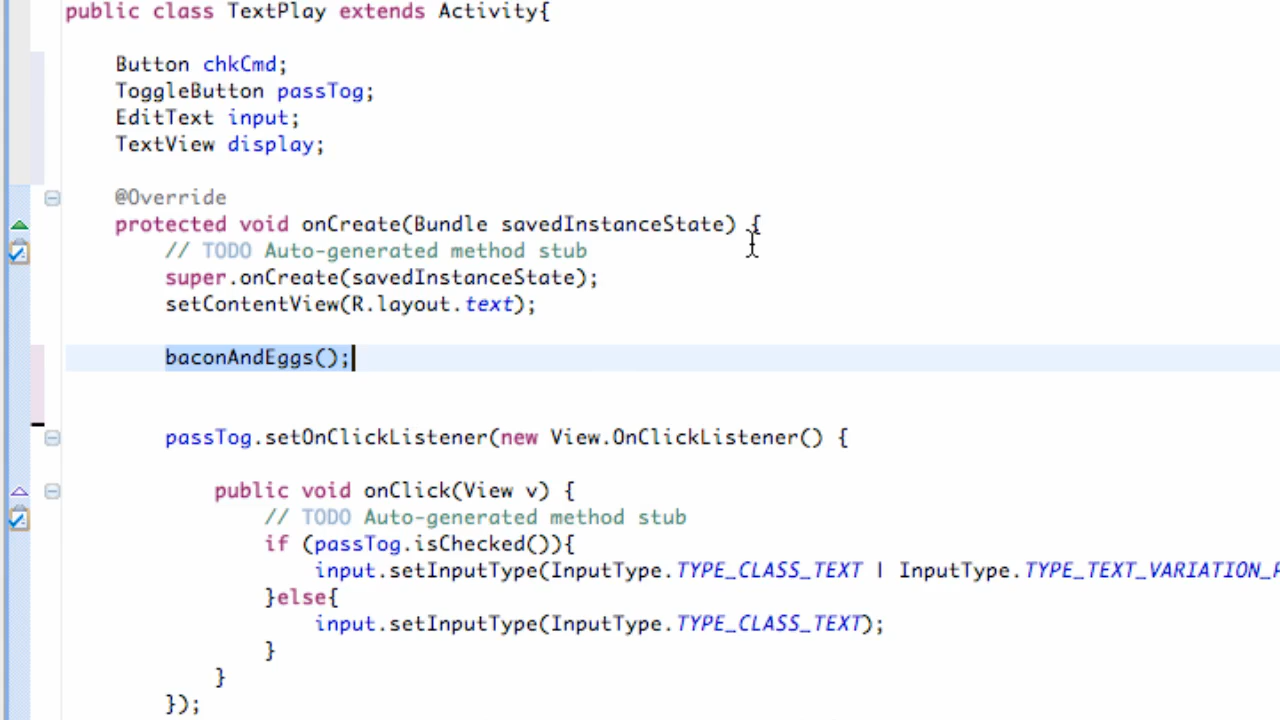 public class TextPlay extends Activity{
Button chkCmd;
ToggleButton passTog;
EditText input;
TextView display;
@Override
protected void onCreate(Bundle savedInstanceState) {
// TODO Auto-generated method stub
super.onCreate(savedInstanceState);
setContentView(R.layout.text);
baconAndEggs();
passTog.setOnClickListener(new View.OnClickListener() {
public void onClick(View v) {
// TODO Auto-generated method stub
if (passTog.isChecked()){
input.setInputType(InputType.TYPE_CLASS_TEXT | InputType.TYPE_TEXT_VARIATION_P
}else{
input.setInputType(InputType.TYPE_CLASS_TEXT);
}
}
});